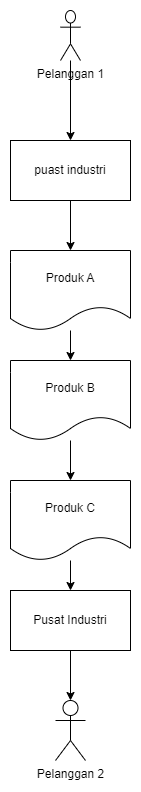 Pelanggan 1
puast industri
Produk A
Produk B
Produk C
Pusat Industri
Pelanggan 2